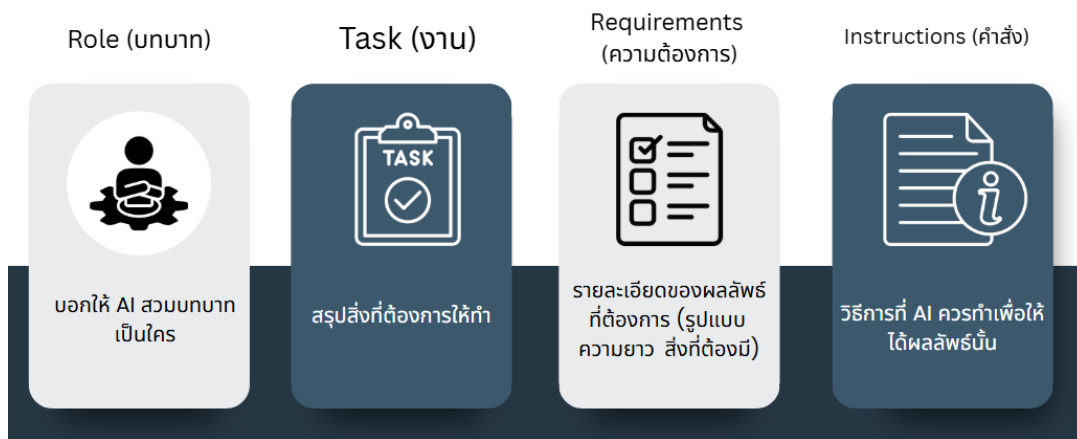 Role (บทบาท)
Task (งาน)
Requirements
(ความต้องการ)
Instructions (คำสั่ง)
TASK
บอกให้ AI สวมบทบาท
เป็นใคร
สรุปสิ่งที่ต้องการให้ทำ
รายละเอียดของผลลัพธ์
ที่ต้องการ (รูปแบบ
ความยาว สิ่งที่ต้องมี)
วิธีการที่ AI ควรทำเพื่อให้
ได้ผลลัพธ์นั้น